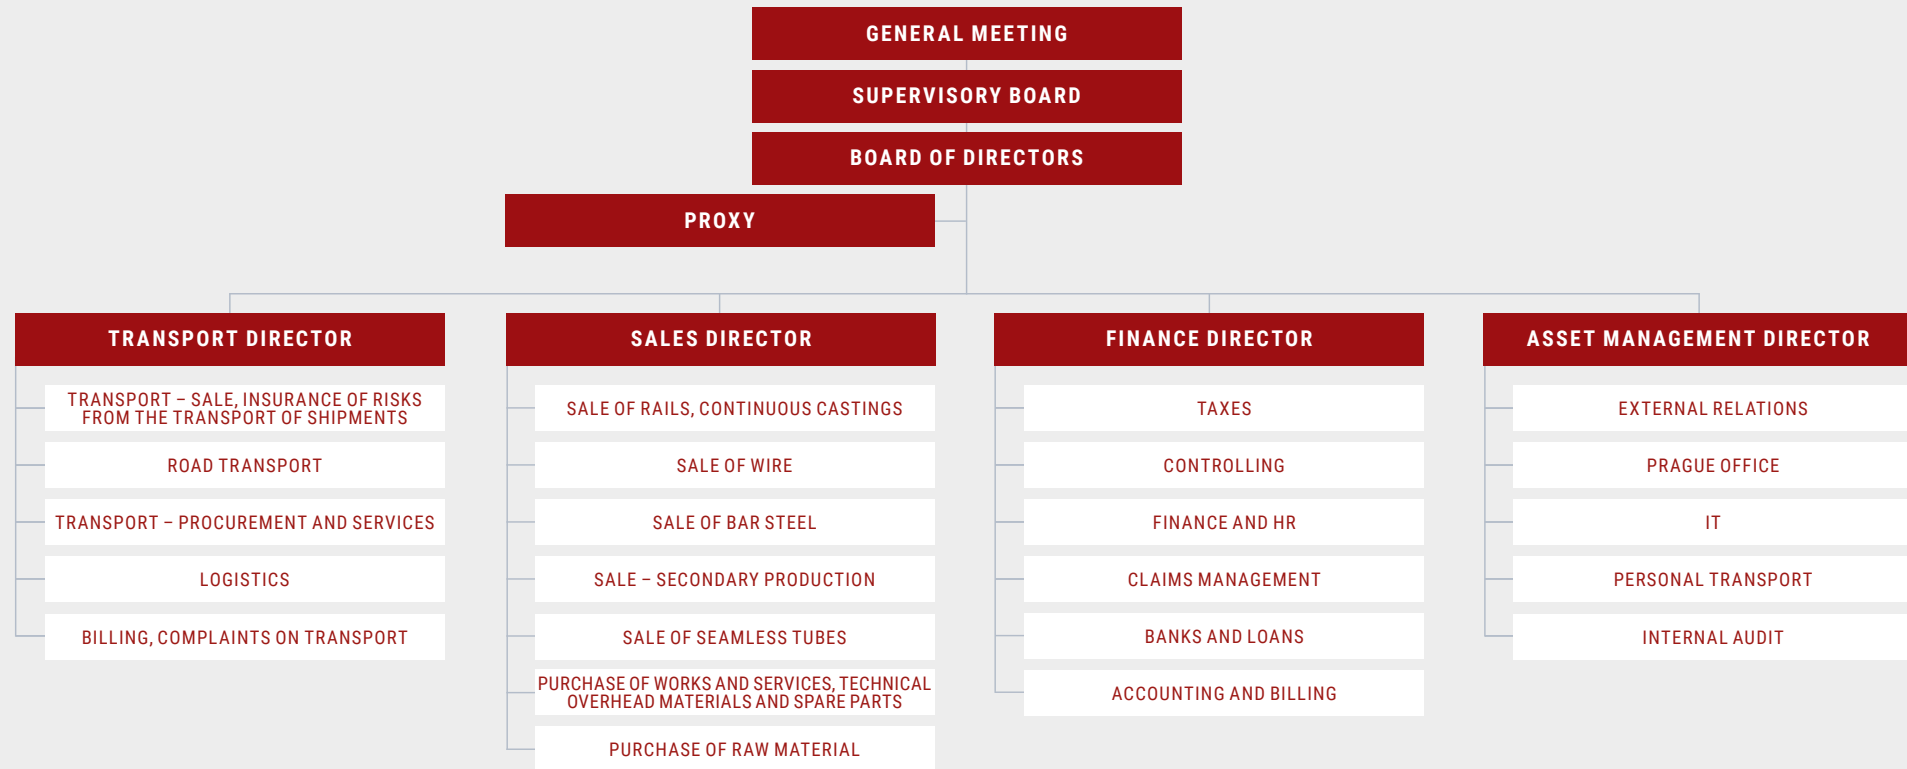 GENERAL MEETING
SUPERVISORY BOARD
BOARD OF DIRECTORS
PROXY
TRANSPORT DIRECTOR
TRANSPORT – SALE, INSURANCE OF RISKS
FROM THE TRANSPORT OF SHIPMENTS
ROAD TRANSPORT
TRANSPORT – PROCUREMENT AND SERVICES
LOGISTICS
BILLING, COMPLAINTS ON TRANSPORT
SALES DIRECTOR
SALE OF RAILS, CONTINUOUS CASTINGS
SALE OF WIRE
SALE OF BAR STEEL
SALE – SECONDARY PRODUCTION
SALE OF SEAMLESS TUBES
PURCHASE OF WORKS AND SERVICES, TECHNICAL
OVERHEAD MATERIALS AND SPARE PARTS
PURCHASE OF RAW MATERIAL
FINANCE DIRECTOR
TAXES
CONTROLLING
FINANCE AND HR
CLAIMS MANAGEMENT
BANKS AND LOANS
ACCOUNTING AND BILLING
ASSET MANAGEMENT DIRECTOR
EXTERNAL RELATIONS
PRAGUE OFFICE
IT
PERSONAL TRANSPORT
INTERNAL AUDIT